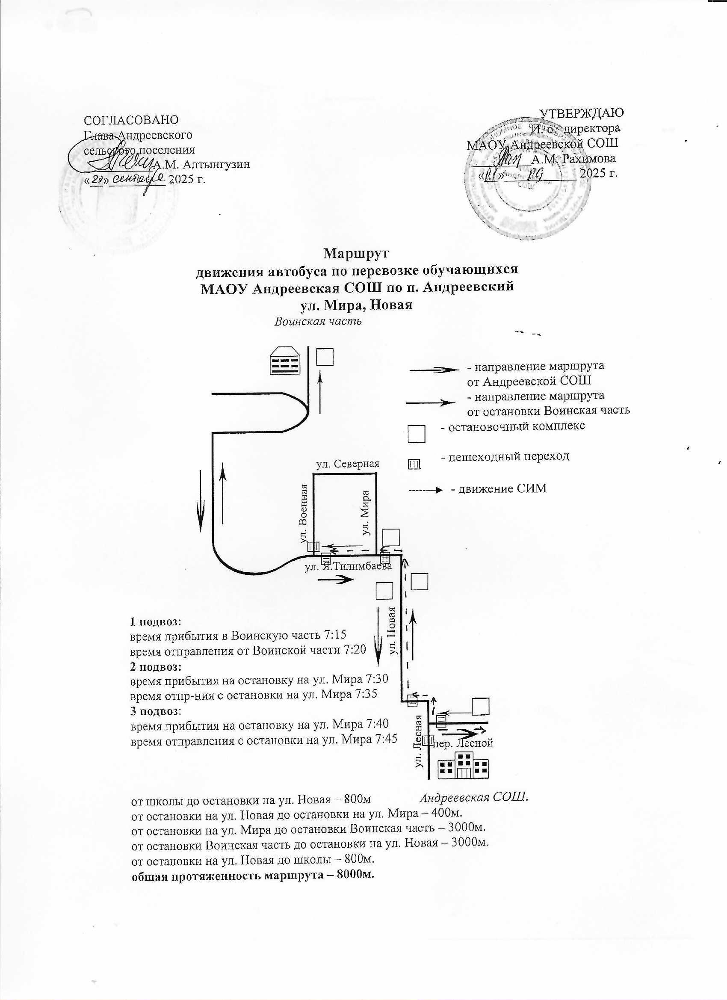 СОГЛАСОВАНО
Глава Андреевского
сельского поселения
А.М. Алтынгузин
« » сентября 2025 г.
УТВЕРЖДАЮ
И. о. директора
МАОУ Андреевской СОШ
А.М. Рахимова
«01» 09 2025 г.
СОШ
Маршрут
движения автобуса по перевозке обучающихся
МАОУ Андреевская СОШ по п. Андреевский
ул. Мира, Новая
Воинская часть
- направление маршрута
от Андреевской СОШ
- направление маршрута
от остановки Воинская часть
- остановочный комплекс
- пешеходный переход
- движение СИМ
ул. Северная
ул. Военная
ул. Мира
ул. Я.Тилимбаева
ул. Новая
1 подвоз:
время прибытия в Воинскую часть 7:15
время отправления от Воинской части 7:20
2 подвоз:
время прибытия на остановку на ул. Мира 7:30
время отпр-ния с остановки на ул. Мира 7:35
3 подвоз:
время прибытия на остановку на ул. Мира 7:40
время отправления с остановки на ул. Мира 7:45
ул. Лесная
пер. Лесной
Андреевская СОШ.
от школы до остановки на ул. Новая – 800м
от остановки на ул. Новая до остановки на ул. Мира – 400м.
от остановки на ул. Мира до остановки Воинская часть – 3000м.
от остановки Воинская часть до остановки на ул. Новая – 3000м.
от остановки на ул. Новая до школы – 800м.
общая протяженность маршрута – 8000м.